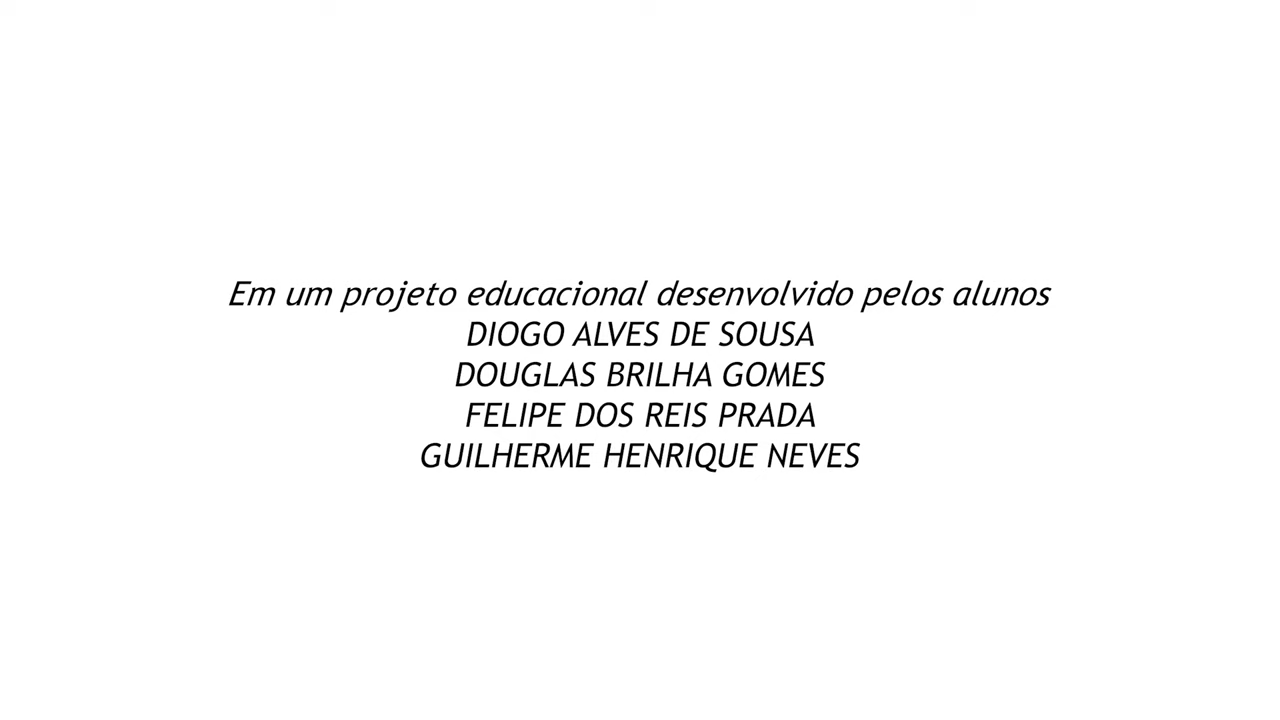 Em um projeto educacional desenvolvido pelos alunos
DIOGO ALVES DE SOUSA
DOUGLAS BRILHA GOMES
FELIPE DOS REIS PRADA
GUILHERME HENRIQUE NEVES